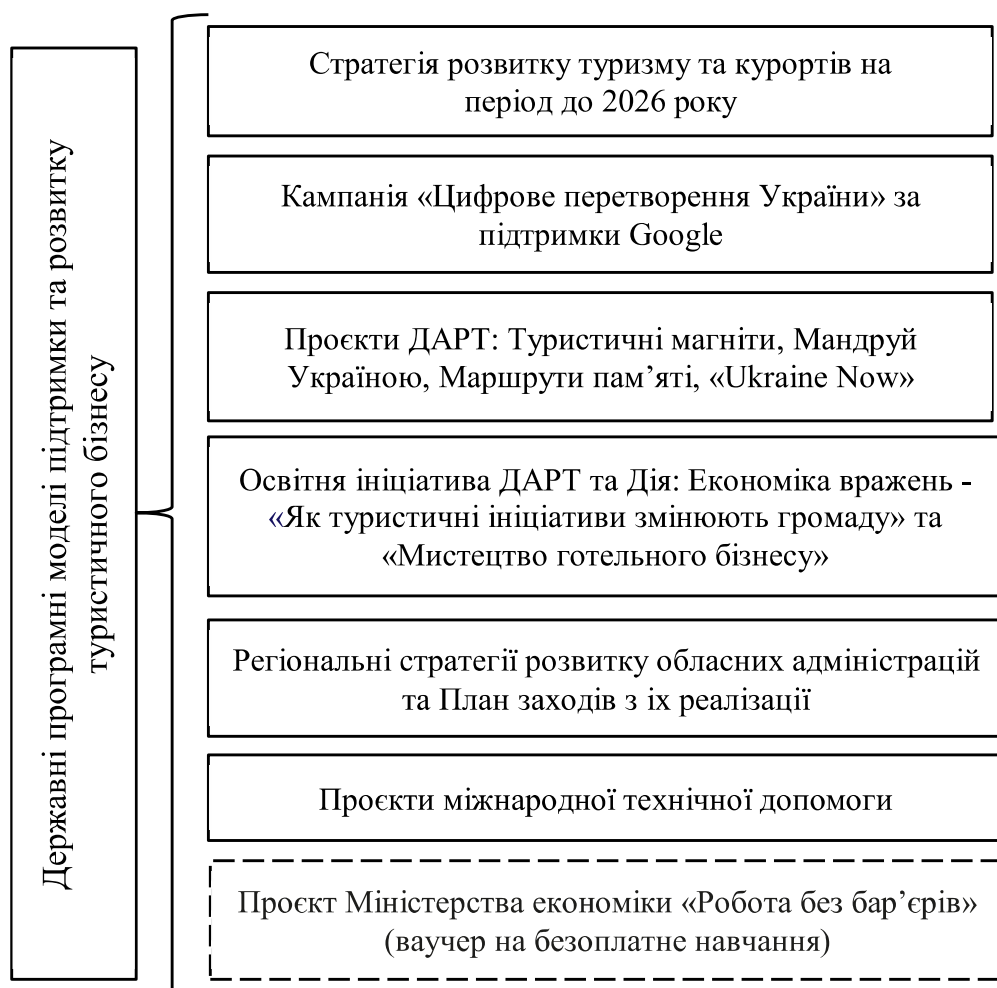 Державні програмні моделі підтримки та розвитку
туристичного бізнесу
Стратегія розвитку туризму та курортів на
період до 2026 року
Кампанія «Цифрове перетворення України» за
підтримки Google
Проєкти ДАРТ: Туристичні магніти, Мандруй
Україною, Маршрути пам’яті, «Ukraine Now»
Освітня ініціатива ДАРТ та Дія: Економіка вражень -
«Як туристичні ініціативи змінюють громаду» та
«Мистецтво готельного бізнесу»
Регіональні стратегії розвитку обласних адміністрацій
та План заходів з їх реалізації
Проєкти міжнародної технічної допомоги
Проєкт Міністерства економіки «Робота без бар’єрів»
(ваучер на безоплатне навчання)